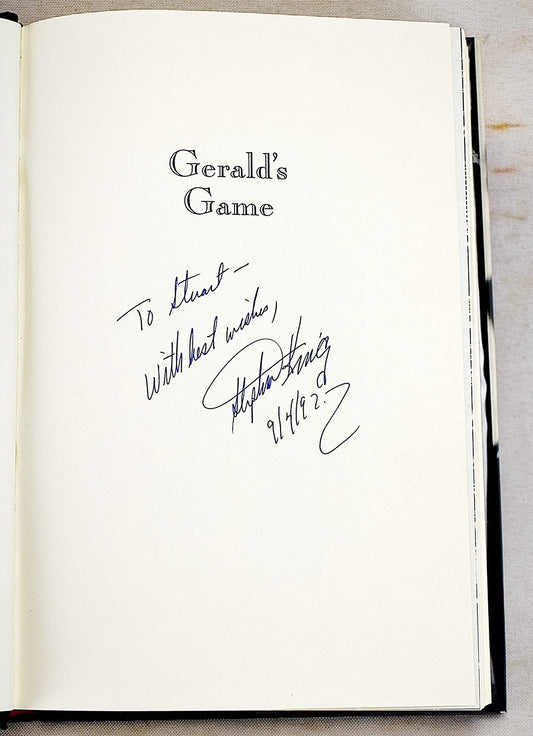 Gerald's
Game
To Stuart —
With best wishes,
Stephen King
9/4/92